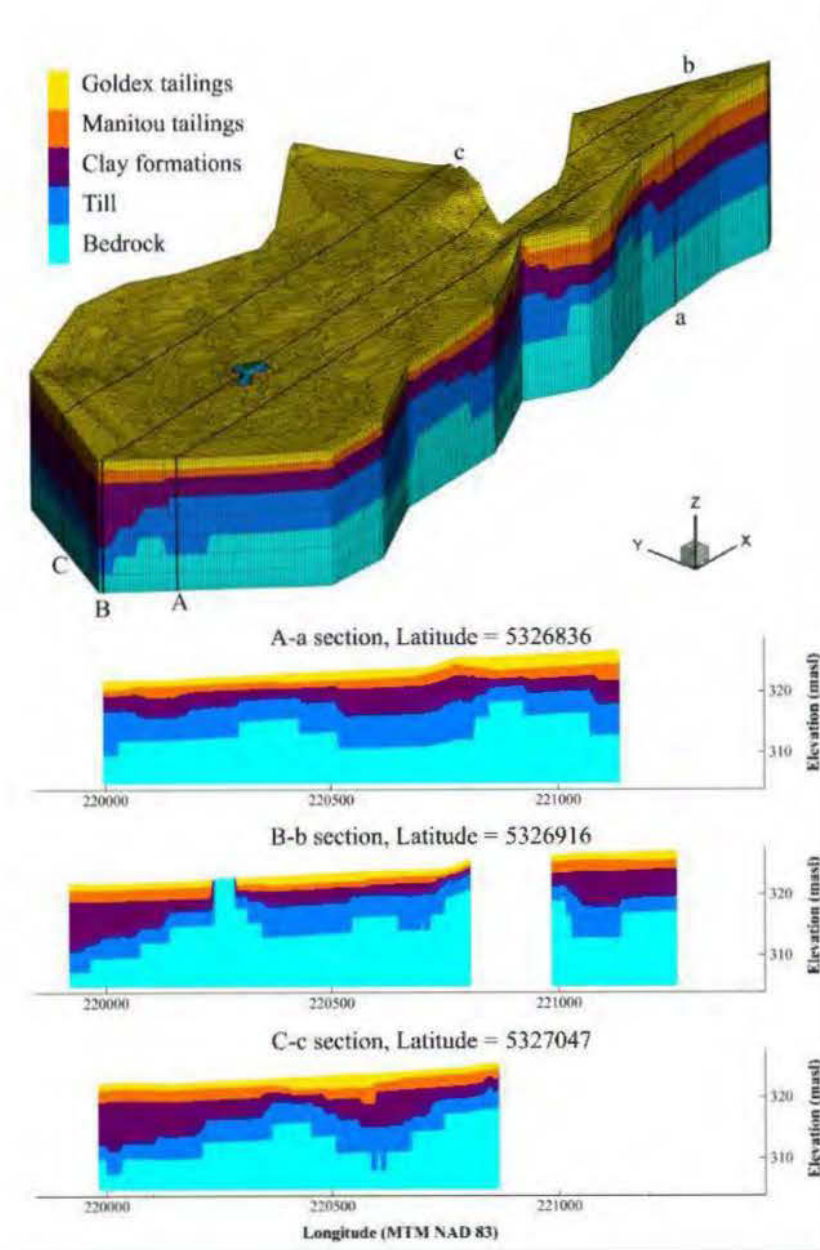 b
Goldex tailings
Manitou tailings
Clay formations
Till
Bedrock
c
a
Z
Y
X
C
B
A
A-a section, Latitude = 5326836
320
310
Elevation (masl)
220000
220500
221000
B-b section, Latitude = 5326916
320
310
Elevation (masl)
220000
220500
221000
C-c section, Latitude = 5327047
320
310
Elevation (masl)
220000
220500
221000
Longitude (MTM NAD 83)